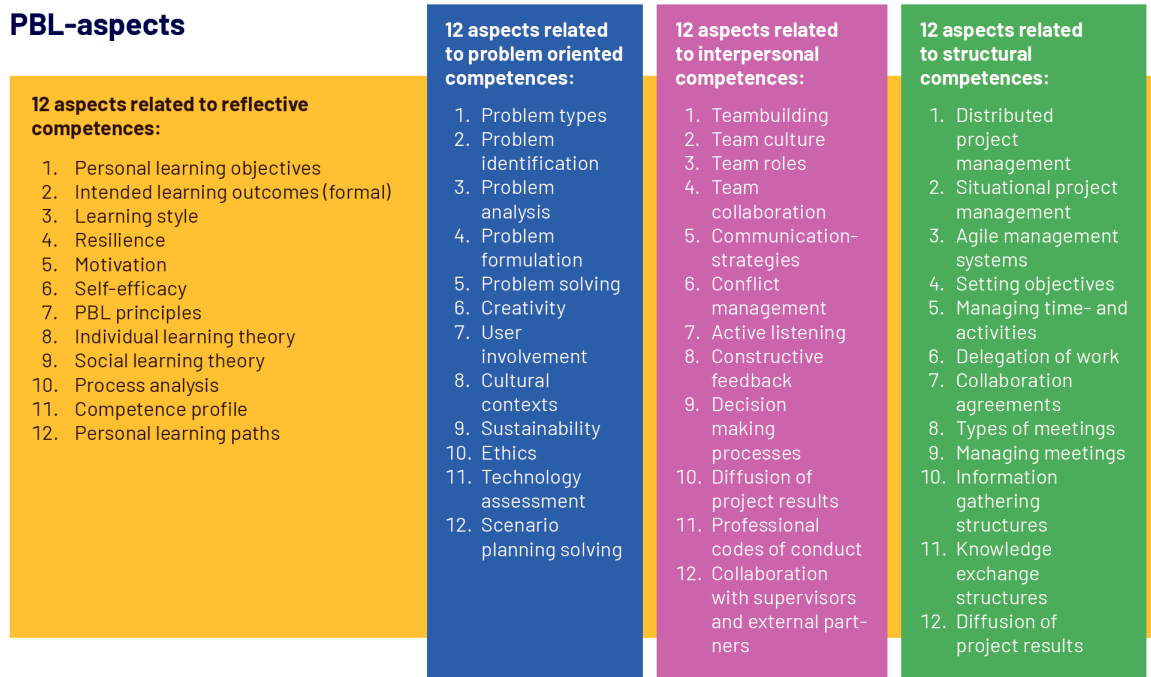 PBL-aspects
12 aspects related to reflective
competences:
1. Personal learning objectives
2. Intended learning outcomes (formal)
3. Learning style
4. Resilience
5. Motivation
6. Self-efficacy
7. PBL principles
8. Individual learning theory
9. Social learning theory
10. Process analysis
11. Competence profile
12. Personal learning paths
12 aspects related
to problem oriented
competences:
1. Problem types
2. Problem
identification
3. Problem
analysis
4. Problem
formulation
5. Problem solving
6. Creativity
7. User
involvement
8. Cultural
contexts
9. Sustainability
10. Ethics
11. Technology
assessment
12. Scenario
planning solving
12 aspects related
to interpersonal
competences:
1. Teambuilding
2. Team culture
3. Team roles
4. Team
collaboration
5. Communication-
strategies
6. Conflict
management
7. Active listening
8. Constructive
feedback
9. Decision
making
processes
10. Diffusion of
project results
11. Professional
codes of conduct
12. Collaboration
with supervisors
and external part-
ners
12 aspects related
to structural
competences:
1. Distributed
project
management
2. Situational project
management
3. Agile management
systems
4. Setting objectives
5. Managing time- and
activities
6. Delegation of work
7. Collaboration
agreements
8. Types of meetings
9. Managing meetings
10. Information
gathering
structures
11. Knowledge
exchange
structures
12. Diffusion of
project results